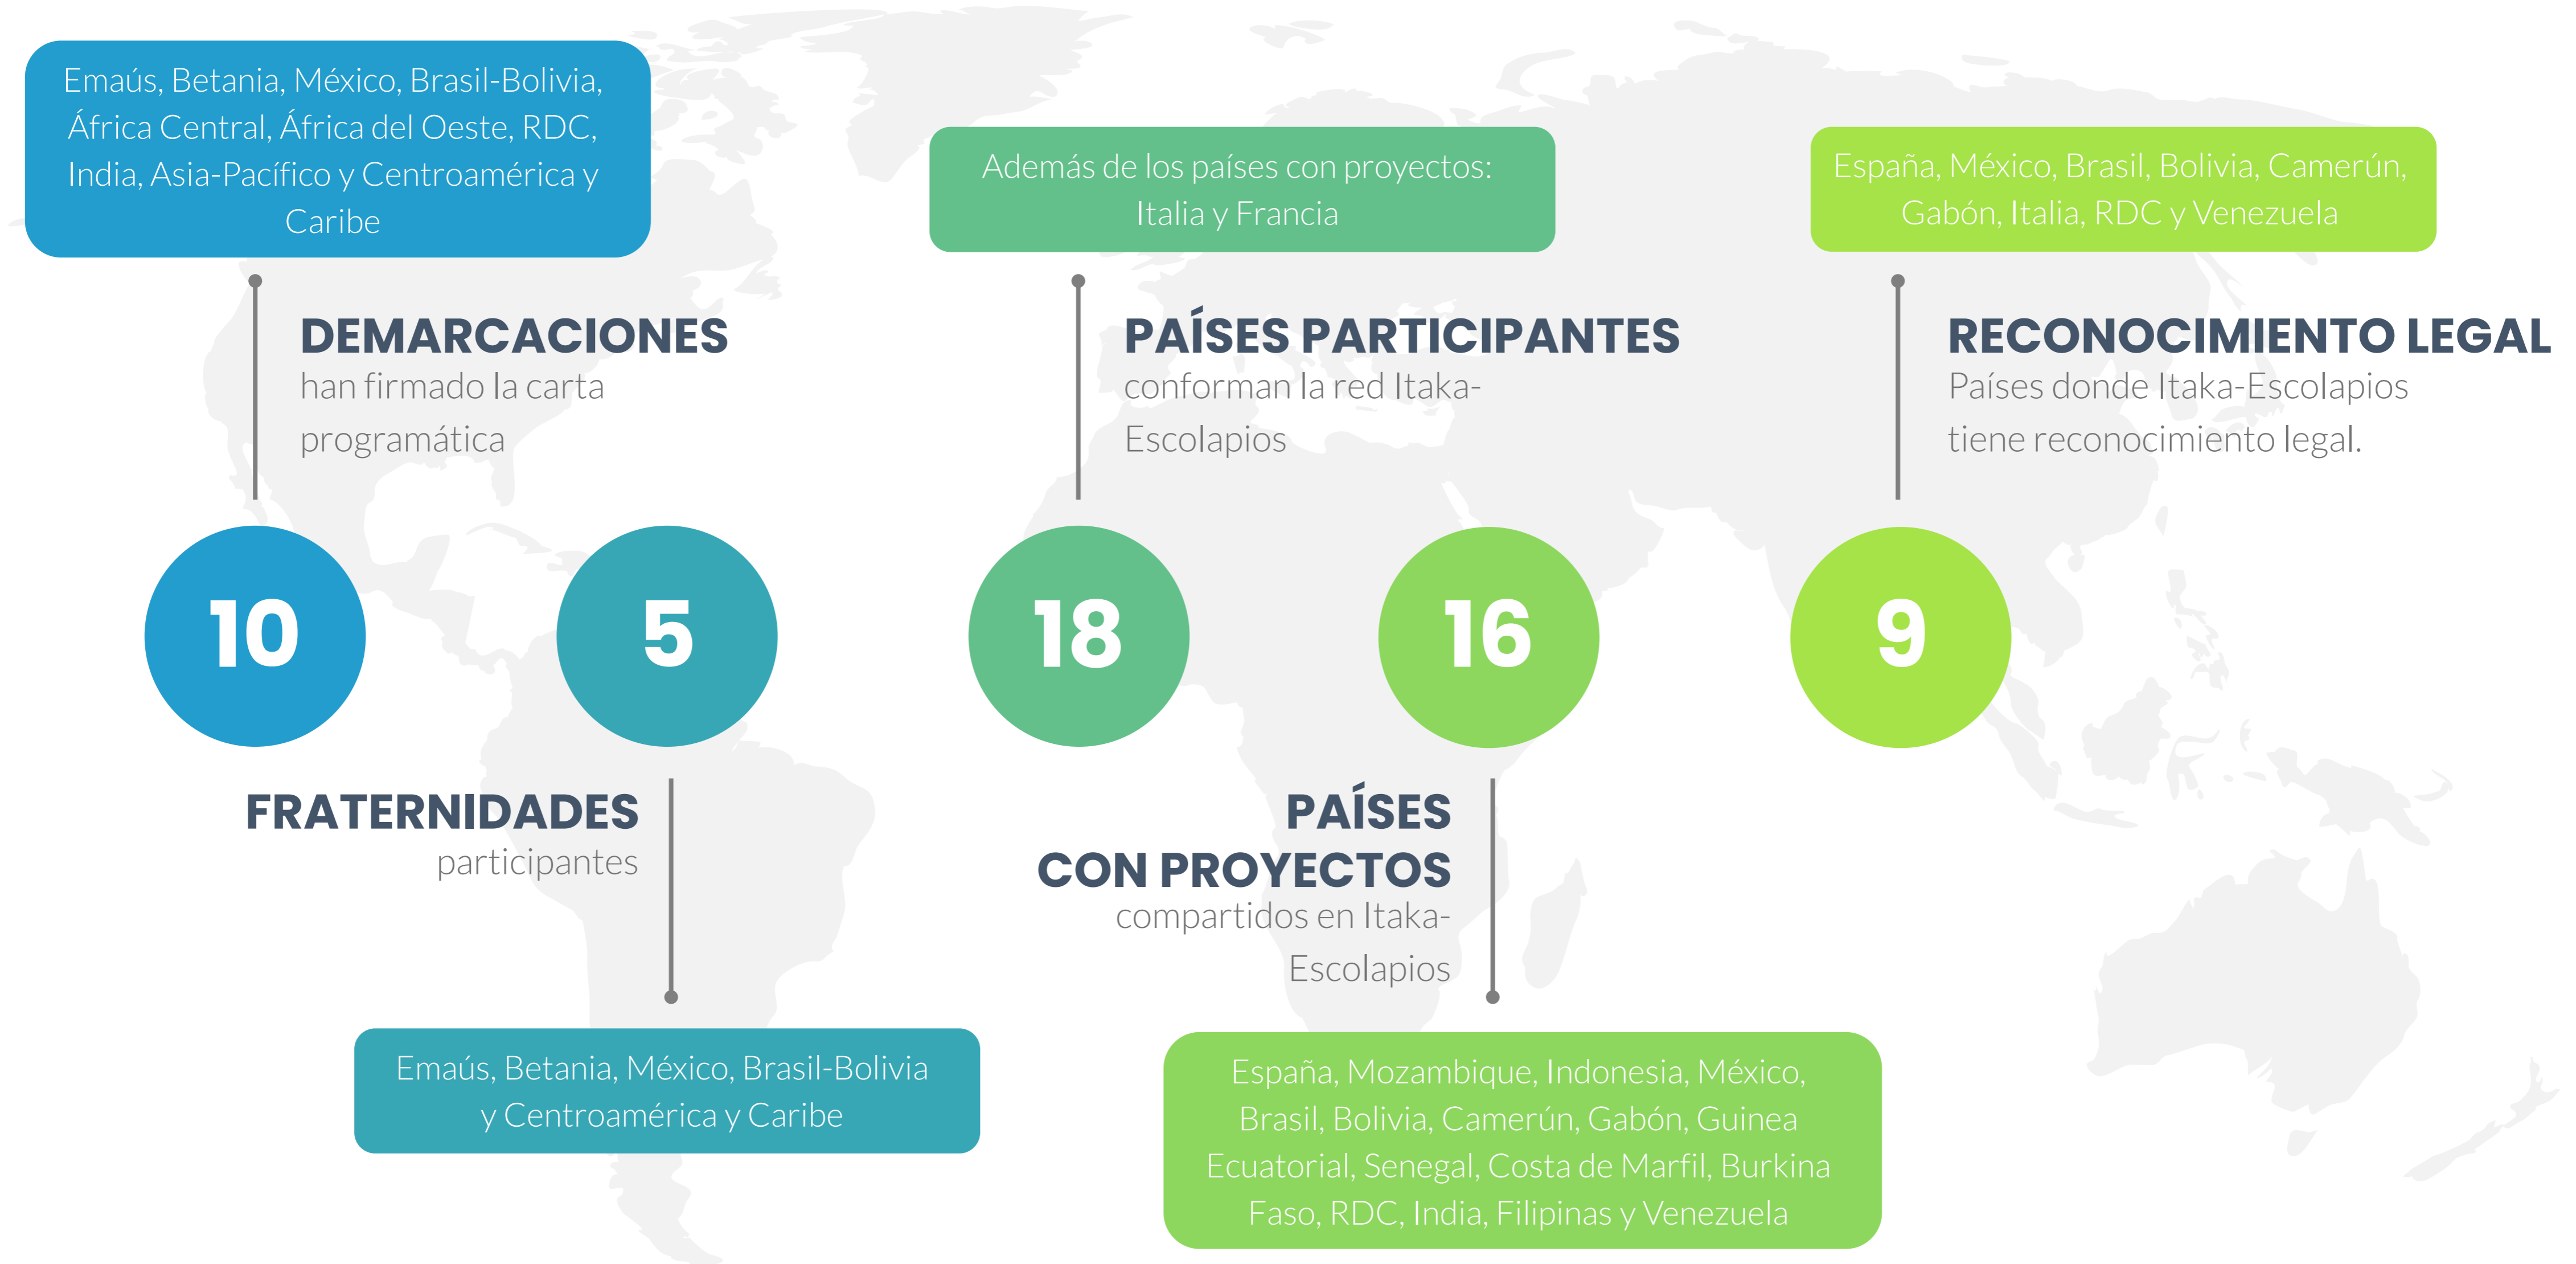 Emaús, Betania, México, Brasil-Bolivia,
África Central, África del Oeste, RDC,
India, Asia-Pacífico y Centroamérica y
Caribe
DEMARCACIONES
han firmado la carta
programática
10
5
FRATERNIDADES
participantes
Emaús, Betania, México, Brasil-Bolivia
y Centroamérica y Caribe
Además de los países con proyectos:
Italia y Francia
PAÍSES PARTICIPANTES
conforman la red Itaka-
Escolapios
18
16
PAÍSES
CON PROYECTOS
compartidos en Itaka-
Escolapios
España, Mozambique, Indonesia, México,
Brasil, Bolivia, Camerún, Gabón, Guinea
Ecuatorial, Senegal, Costa de Marfil, Burkina
Faso, RDC, India, Filipinas y Venezuela
España, México, Brasil, Bolivia, Camerún,
Gabón, Italia, RDC y Venezuela
RECONOCIMIENTO LEGAL
Países donde Itaka-Escolapios
tiene reconocimiento legal.
9